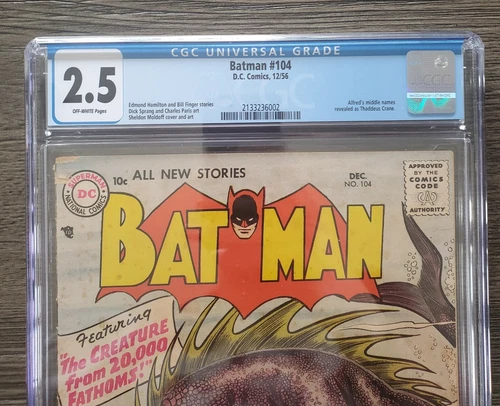 CGC UNIVERSAL GRADE
2.5
OFF-WHITE Pages
Batman #104
D.C. Comics, 12/56
Edmond Hamilton and Bill Finger stories
Dick Sprang and Charles Paris art
Sheldon Moldoff cover and art
2133236002
Alfred's middle names
revealed as Thaddeus Crane.
CGC
SUPERMAN
DC
NATIONAL COMICS
10c ALL NEW STORIES
DEC.
NO. 104
APPROVED
BY THE
COMICS
CODE
AUTHORITY
BATMAN
Featuring
"The CREATURE
from 20,000
FATHOMS!"